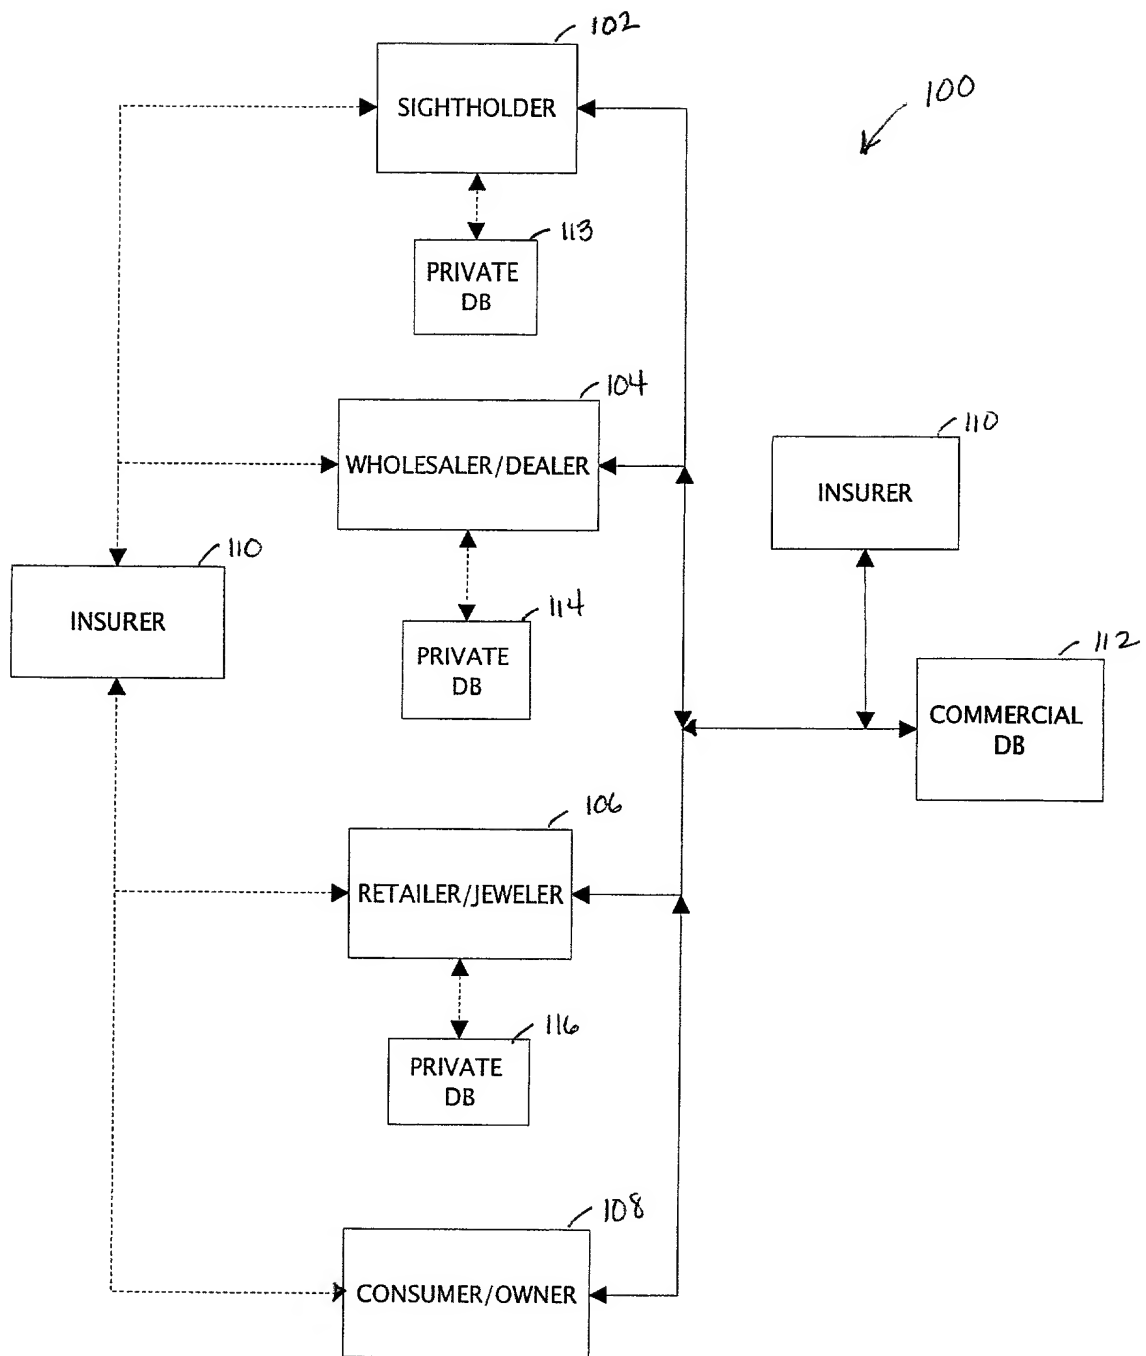 102
SIGHTHOLDER
100
113
PRIVATE
DB
104
WHOLESALER/DEALER
110
INSURER
110
INSURER
114
PRIVATE
DB
112
COMMERCIAL
DB
106
RETAILER/JEWELER
116
PRIVATE
DB
108
CONSUMER/OWNER